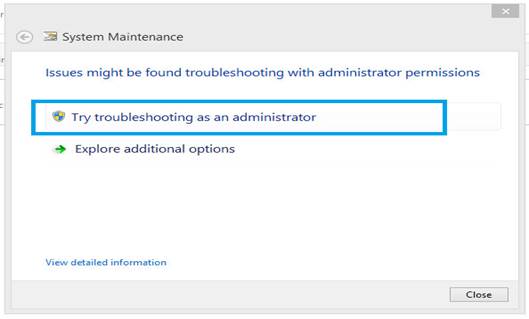 System Maintenance
Issues might be found troubleshooting with administrator permissions
Try troubleshooting as an administrator
Explore additional options
View detailed information
Close